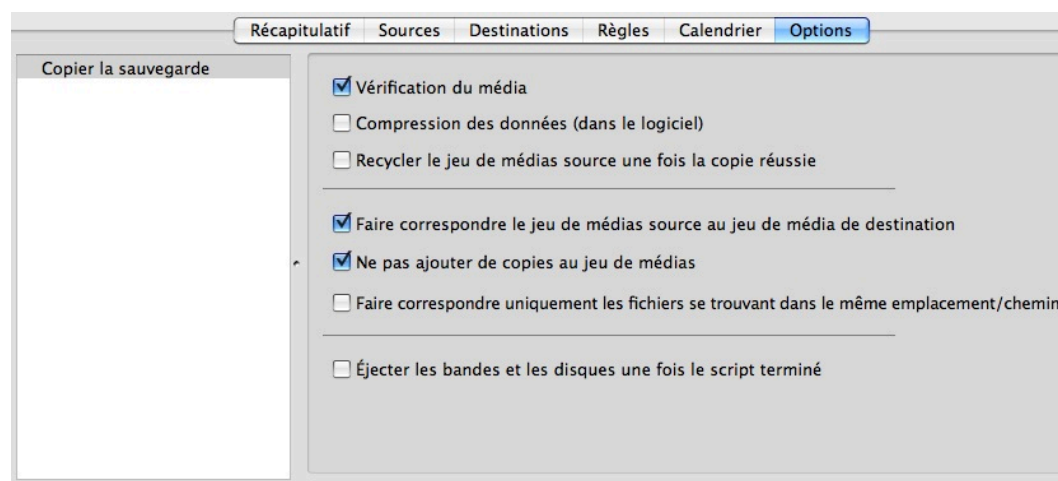 Récapitulatif Sources Destinations Règles Calendrier Options
Copier la sauvegarde
Vérification du média
Compression des données (dans le logiciel)
Recycler le jeu de médias source une fois la copie réussie
Faire correspondre le jeu de médias source au jeu de média de destination
Ne pas ajouter de copies au jeu de médias
Faire correspondre uniquement les fichiers se trouvant dans le même emplacement/chemin
Éjecter les bandes et les disques une fois le script terminé